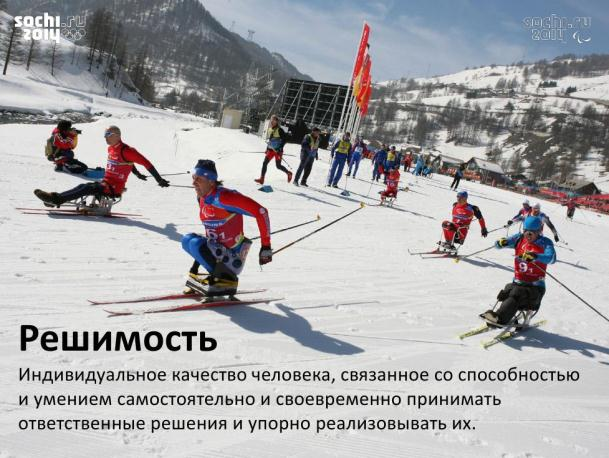 sochi.ru
2014
sochi.ru
2014
Решимость
Индивидуальное качество человека, связанное со способностью
и умением самостоятельно и своевременно принимать
ответственные решения и упорно реализовывать их.